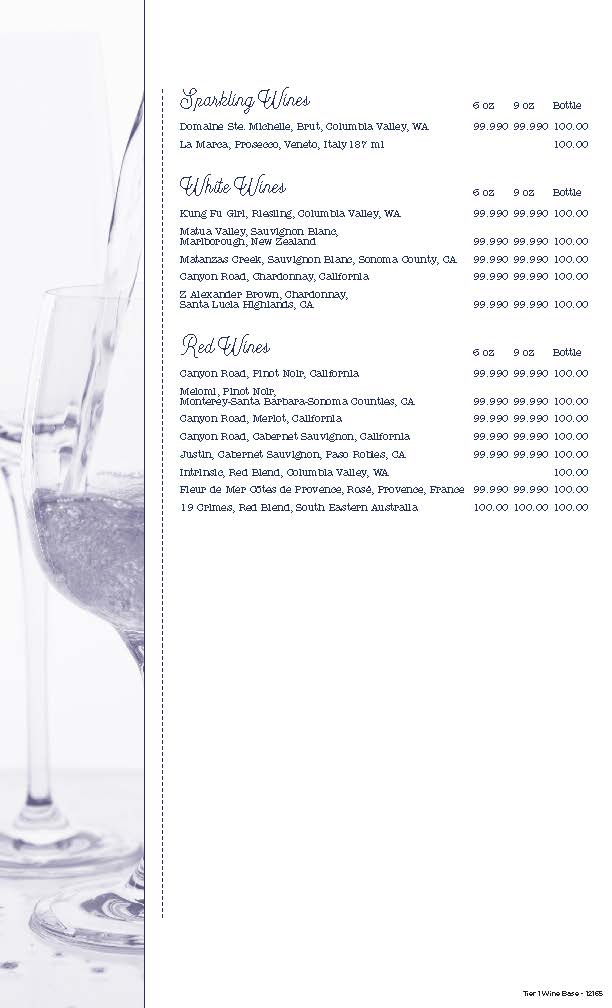 Sparkling Wines 6 oz 9 oz Bottle
Domaine Ste. Michelle, Brut, Columbia Valley, WA 99.990 99.990 100.00
La Marca, Prosecco, Veneto, Italy 187 ml 100.00
White Wines 6 oz 9 oz Bottle
Kung Fu Girl, Riesling, Columbia Valley, WA 99.990 99.990 100.00
Matua Valley, Sauvignon Blanc,
Marlborough, New Zealand 99.990 99.990 100.00
Matanzas Creek, Sauvignon Blanc, Sonoma County, CA 99.990 99.990 100.00
Canyon Road, Chardonnay, California 99.990 99.990 100.00
Z Alexander Brown, Chardonnay,
Santa Lucia Highlands, CA 99.990 99.990 100.00
Red Wines 6 oz 9 oz Bottle
Canyon Road, Pinot Noir, California 99.990 99.990 100.00
Meiomi, Pinot Noir,
Monterey-Santa Barbara-Sonoma Counties, CA 99.990 99.990 100.00
Canyon Road, Merlot, California 99.990 99.990 100.00
Canyon Road, Cabernet Sauvignon, California 99.990 99.990 100.00
Justin, Cabernet Sauvignon, Paso Robles, CA 99.990 99.990 100.00
Intrinsic, Red Blend, Columbia Valley, WA 100.00
Fleur de Mer Côtes de Provence, Rosé, Provence, France 99.990 99.990 100.00
19 Crimes, Red Blend, South Eastern Australia 100.00 100.00 100.00
Tier 1 Wine Base - 12165